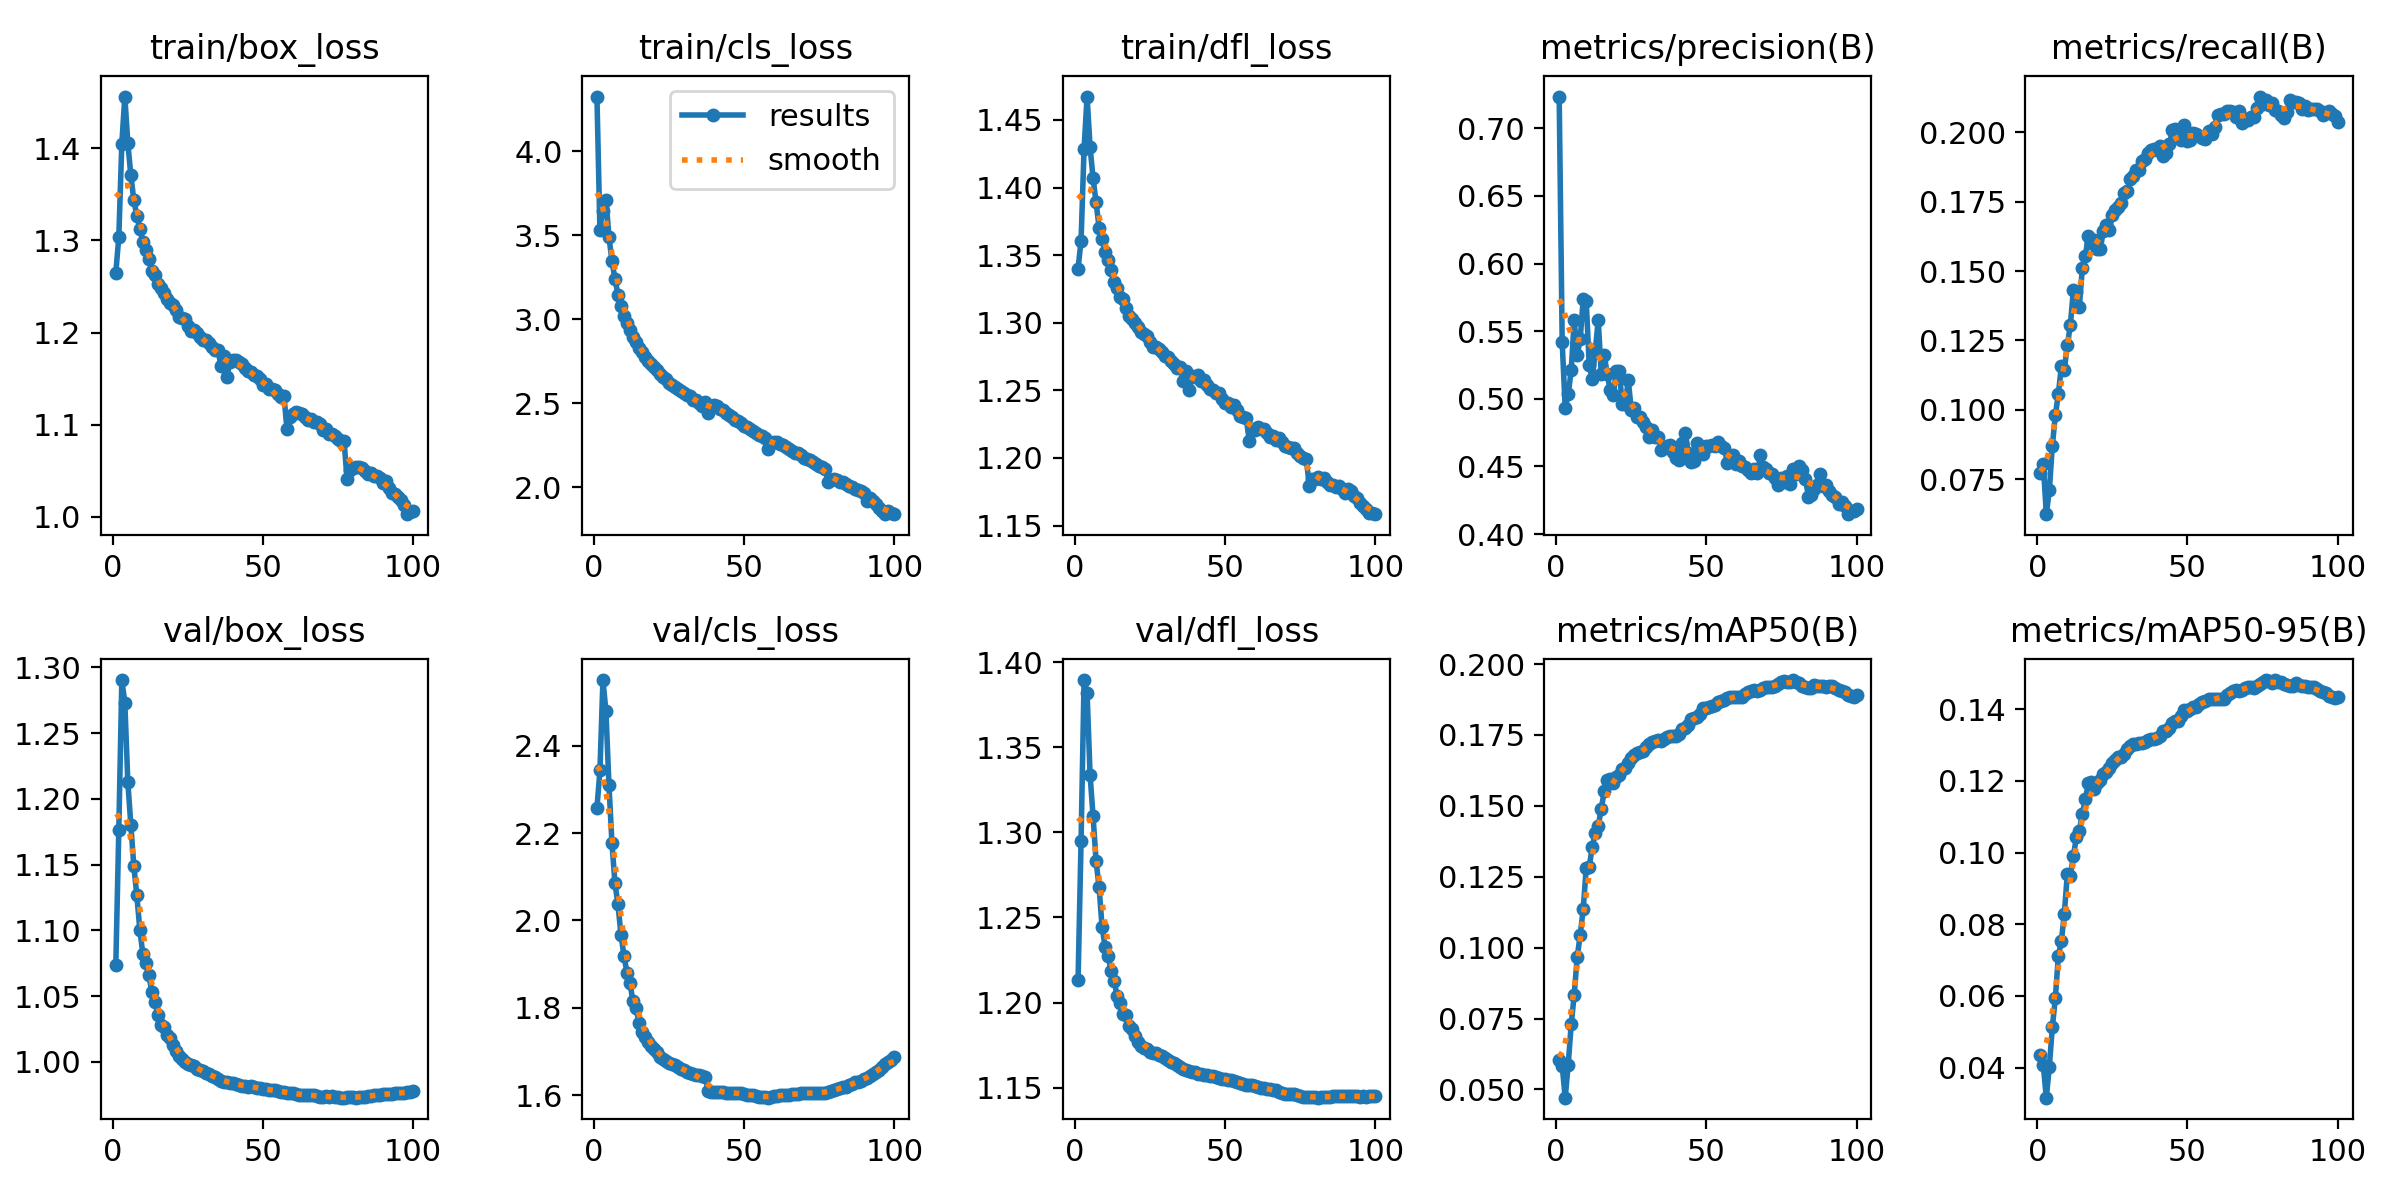 train/box_loss
1.4
1.3
1.2
1.1
1.0
0 50 100
train/cls_loss
results
smooth
4.0
3.5
3.0
2.5
2.0
0 50 100
train/dfl_loss
1.45
1.40
1.35
1.30
1.25
1.20
1.15
0 50 100
metrics/precision(B)
0.70
0.65
0.60
0.55
0.50
0.45
0.40
0 50 100
metrics/recall(B)
0.200
0.175
0.150
0.125
0.100
0.075
0 50 100
val/box_loss
1.30
1.25
1.20
1.15
1.10
1.05
1.00
0 50 100
val/cls_loss
2.4
2.2
2.0
1.8
1.6
0 50 100
val/dfl_loss
1.40
1.35
1.30
1.25
1.20
1.15
0 50 100
metrics/mAP50(B)
0.200
0.175
0.150
0.125
0.100
0.075
0.050
0 50 100
metrics/mAP50-95(B)
0.14
0.12
0.10
0.08
0.06
0.04
0 50 100